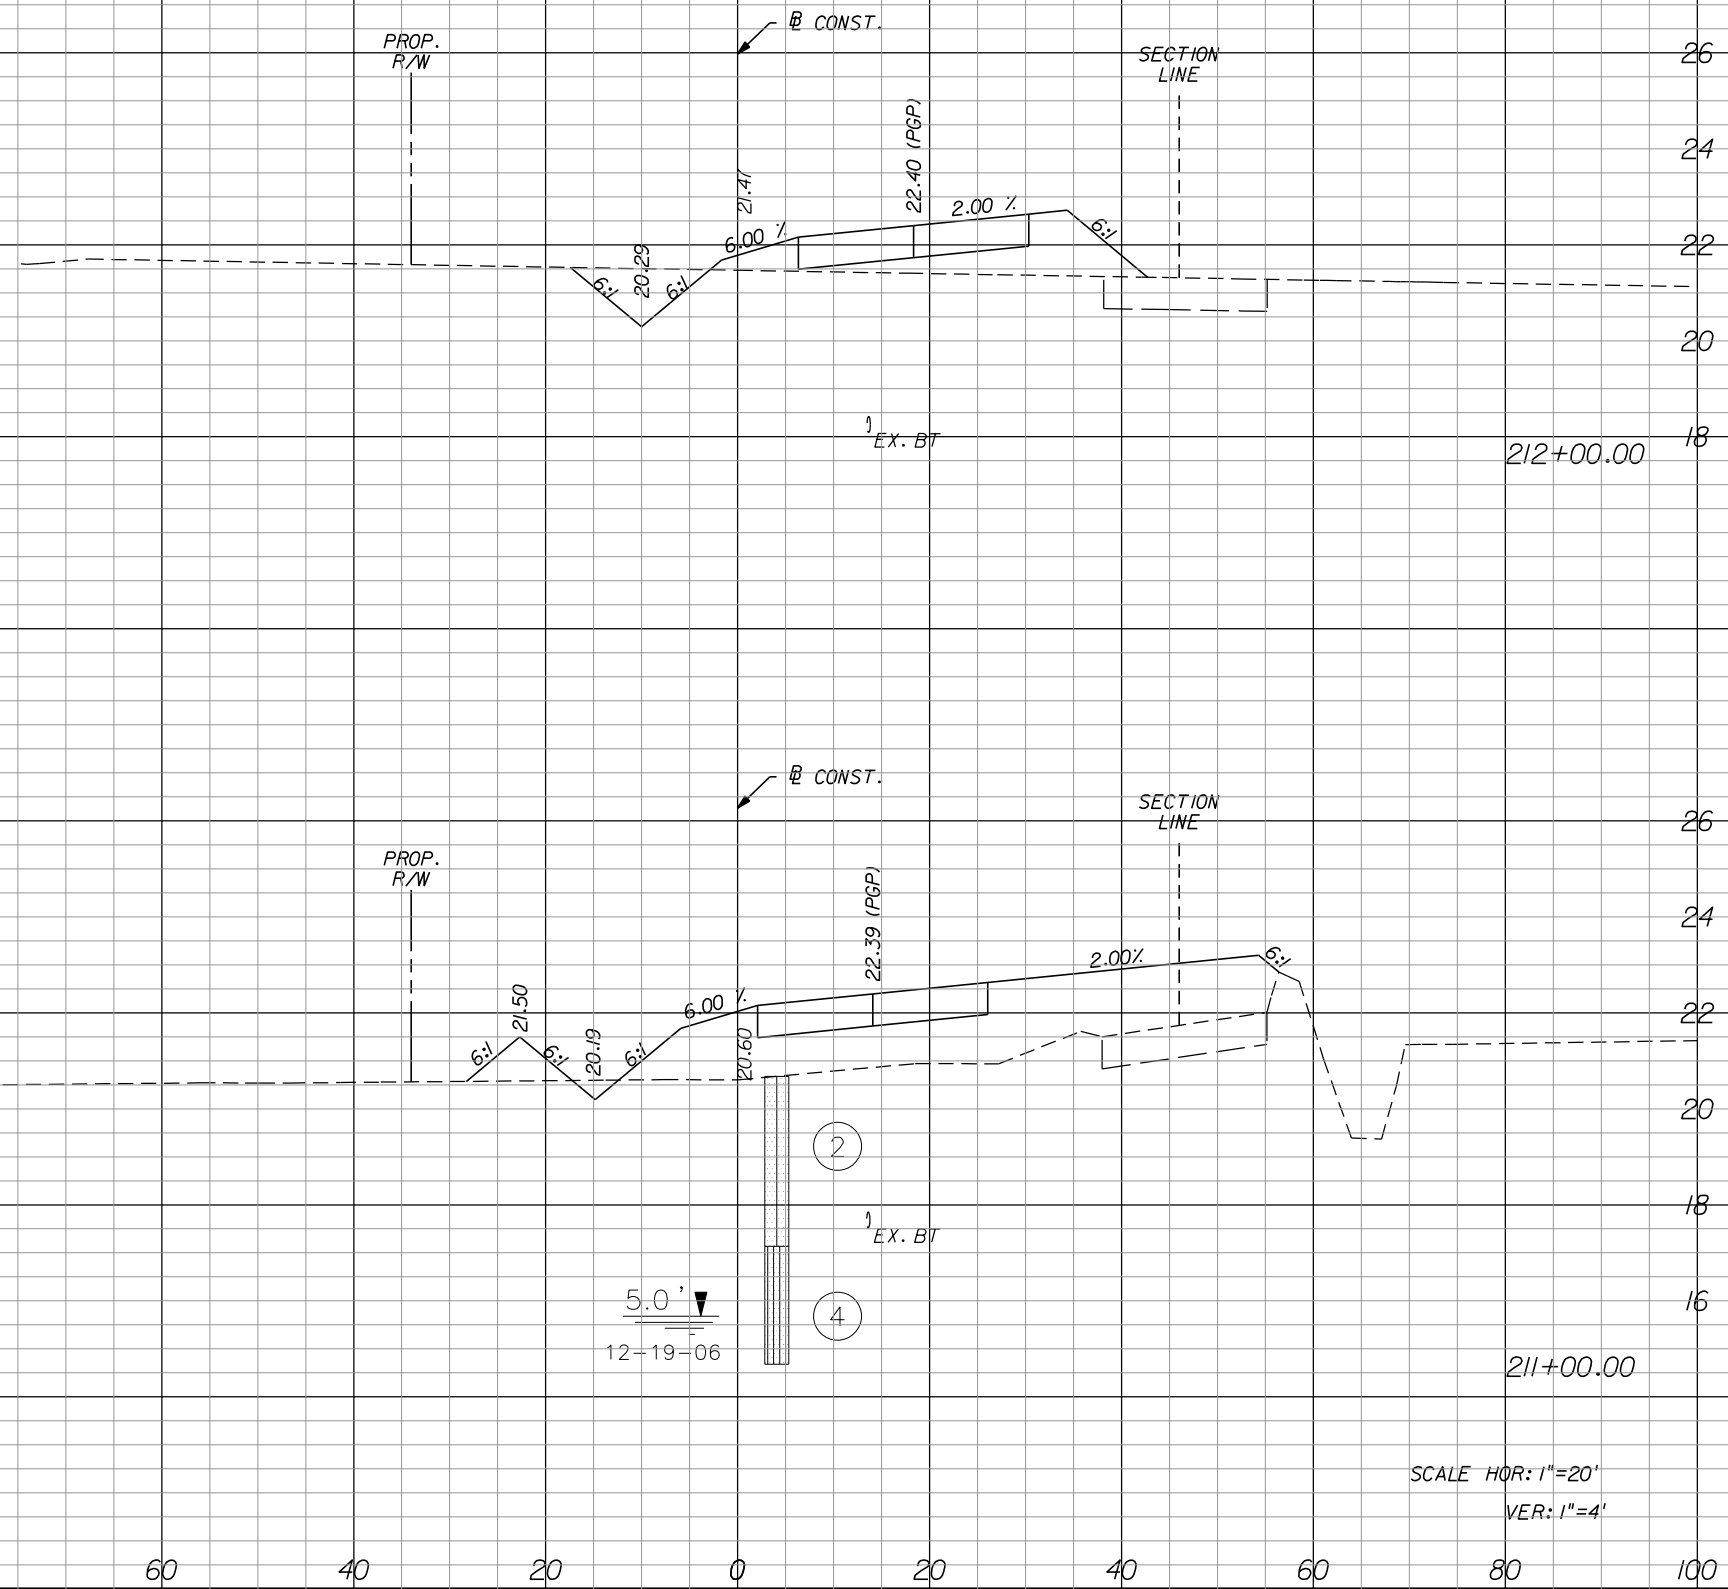 ℄ CONST.
PROP.
R/W
SECTION
LINE
26
24
22.40 (PGP)
21.47
2.00 %
6.00 %
6:1
22
20.29
6:1
6:1
20
18
EX. BT
212+00.00
℄ CONST.
SECTION
LINE
26
PROP.
R/W
24
22.39 (PGP)
2.00%
6:1
21.50
6.00 %
22
20.19
20.60
6:1
6:1
6:1
20
2
18
EX. BT
5.0 '
16
4
12-19-06
211+00.00
SCALE HOR: 1"=20'
VER: 1"=4'
60 40 20 0 20 40 60 80 100